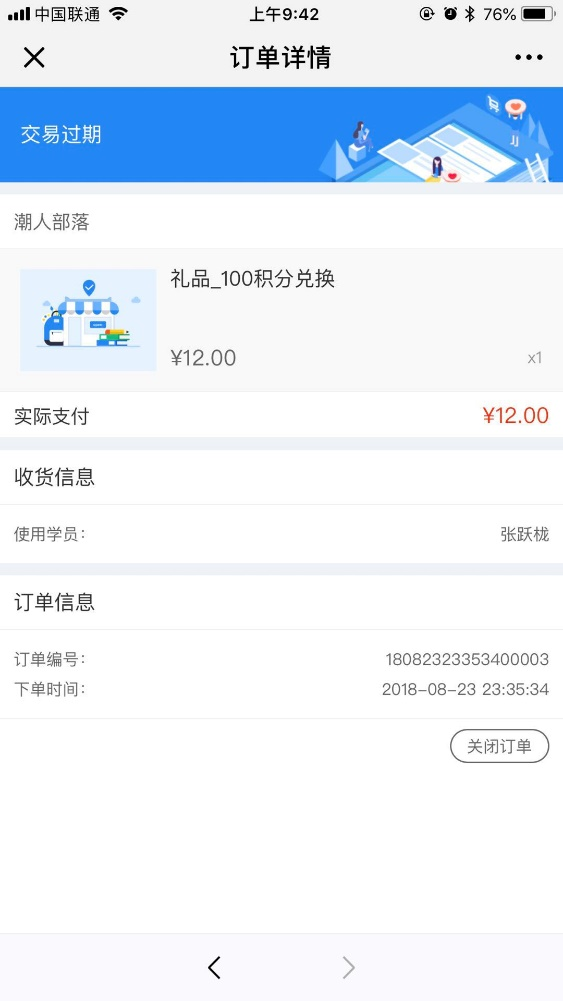 中国联通 上午9:42 76%
订单详情
交易过期
潮人部落
礼品_100积分兑换
¥12.00 x1
实际支付 ¥12.00
收货信息
使用学员: 张跃栊
订单信息
订单编号: 18082323353400003
下单时间: 2018-08-23 23:35:34
关闭订单